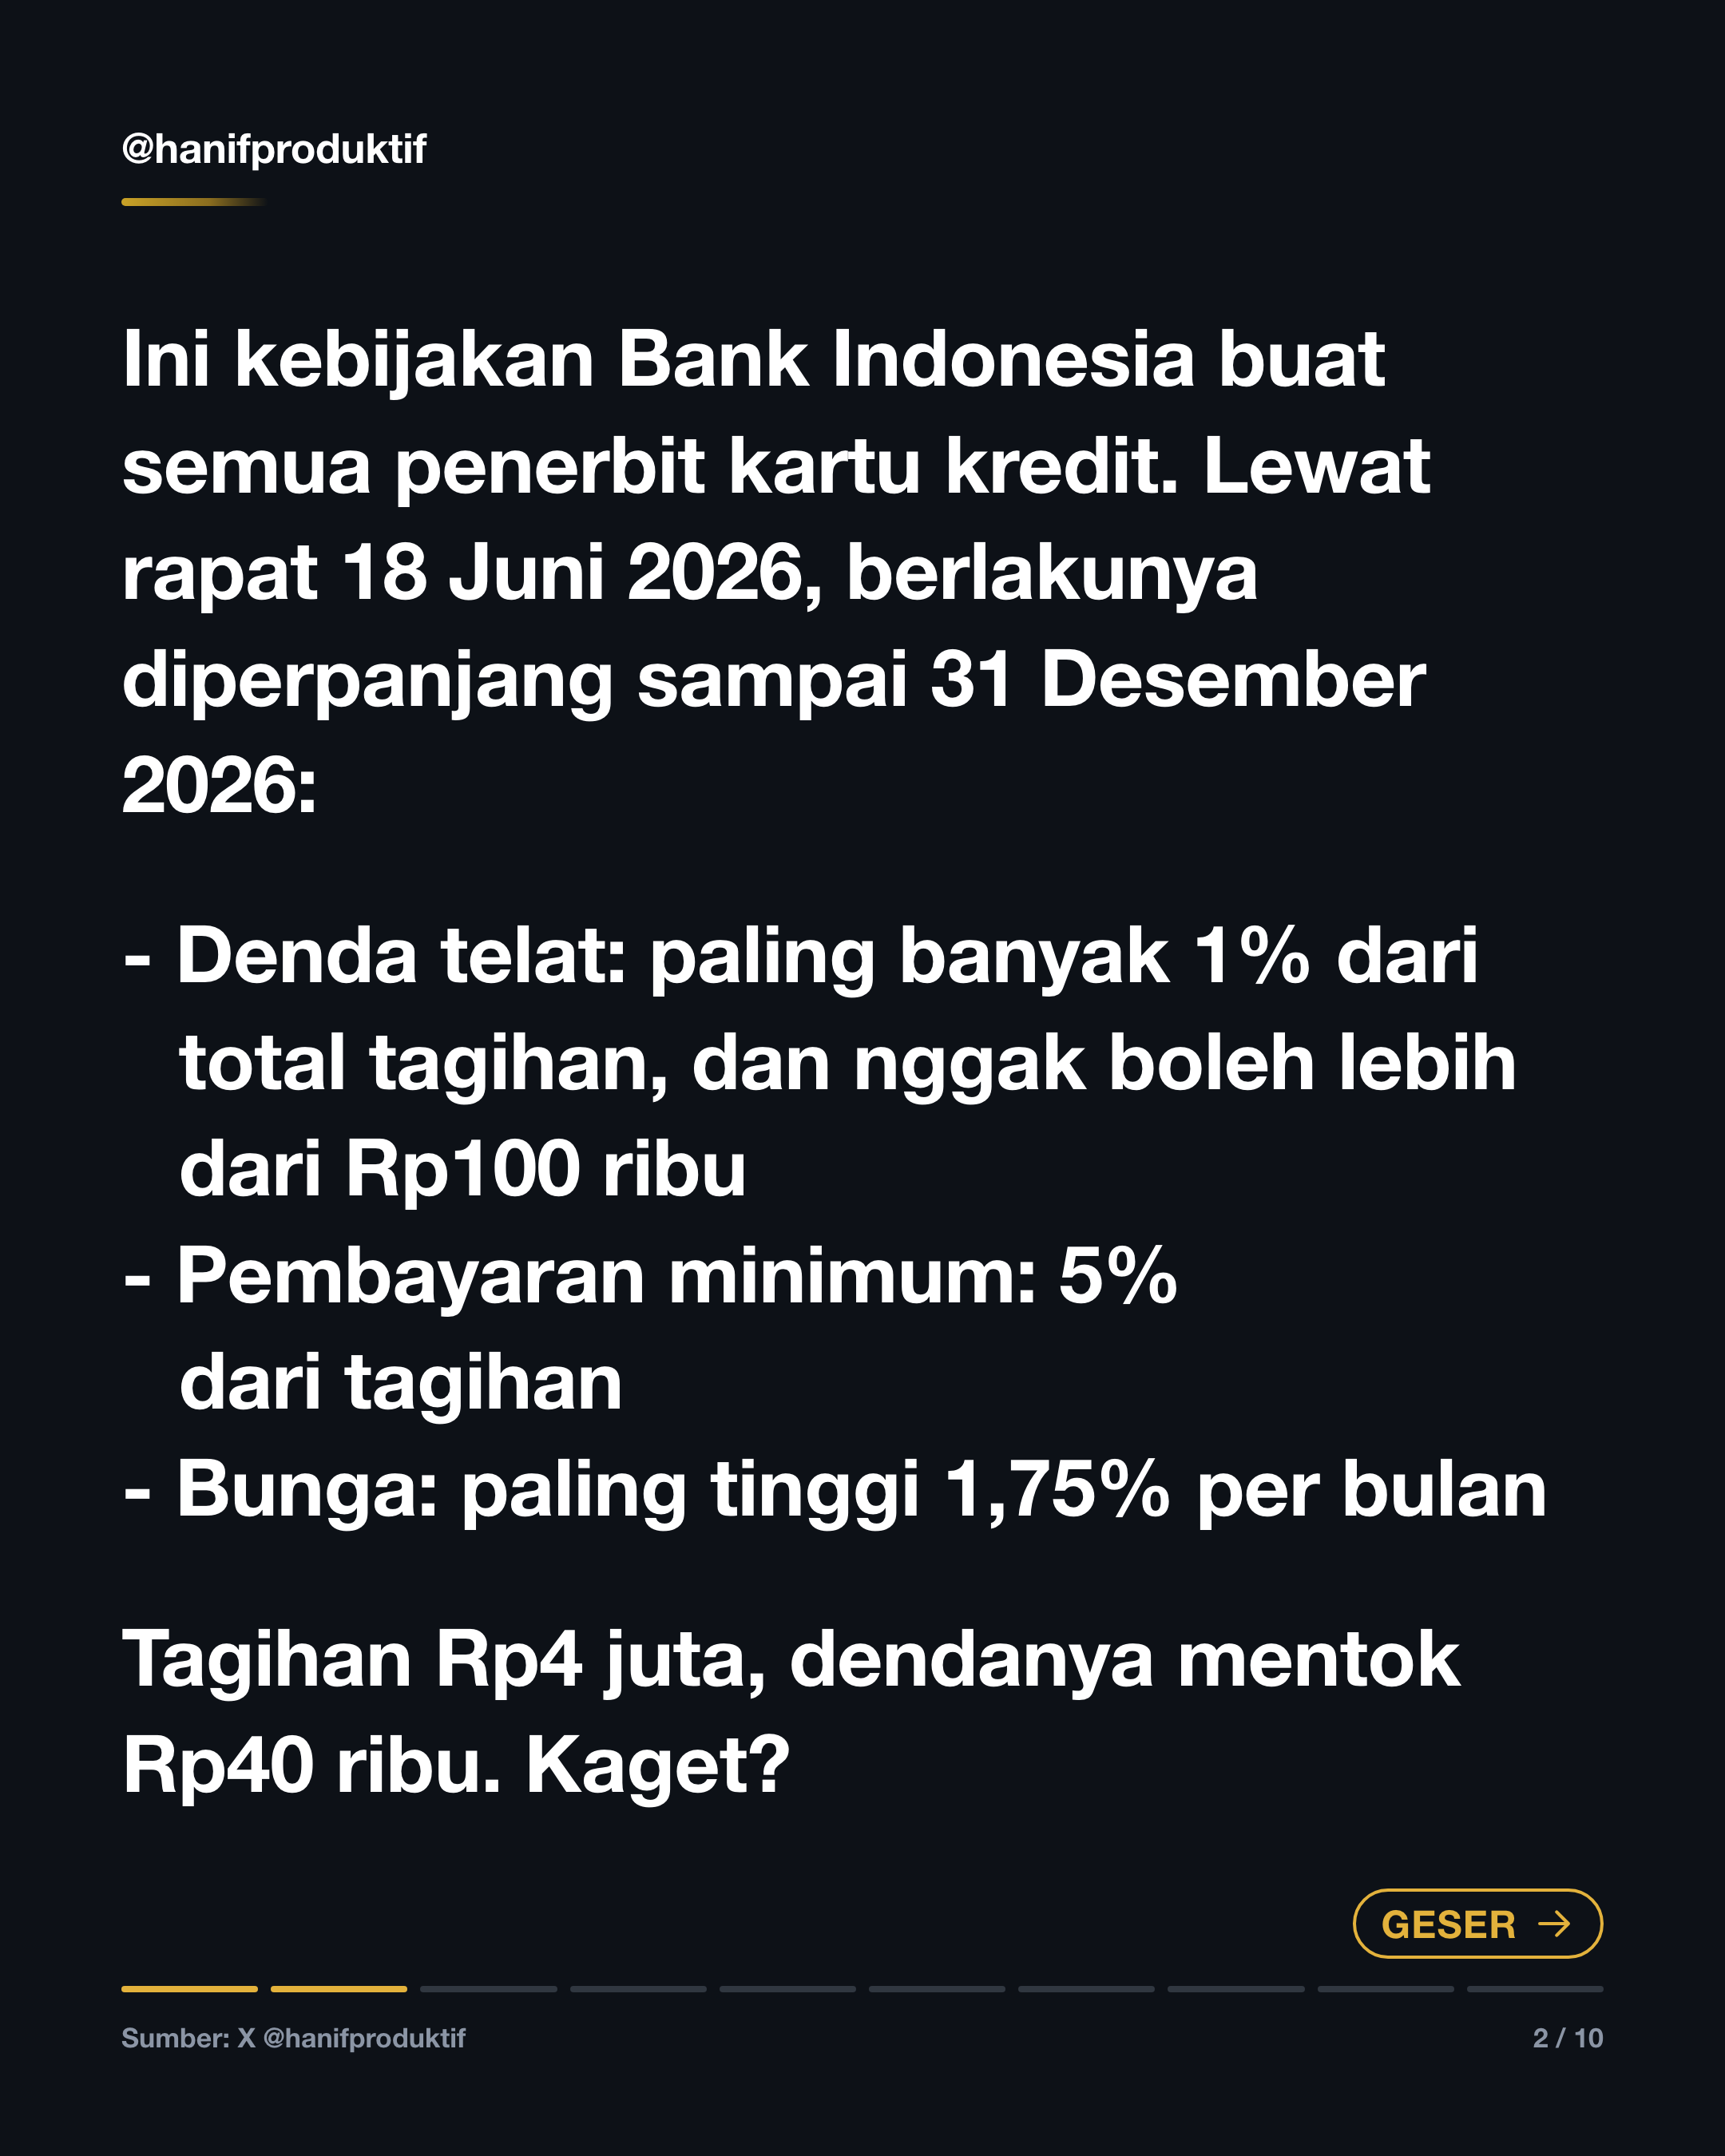 @hanifproduktif
Ini kebijakan Bank Indonesia buat
semua penerbit kartu kredit. Lewat
rapat 18 Juni 2026, berlakunya
diperpanjang sampai 31 Desember
2026:
- Denda telat: paling banyak 1% dari
total tagihan, dan nggak boleh lebih
dari Rp100 ribu
- Pembayaran minimum: 5%
dari tagihan
- Bunga: paling tinggi 1,75% per bulan
Tagihan Rp4 juta, dendanya mentok
Rp40 ribu. Kaget?
GESER →
Sumber: X @hanifproduktif
2 / 10